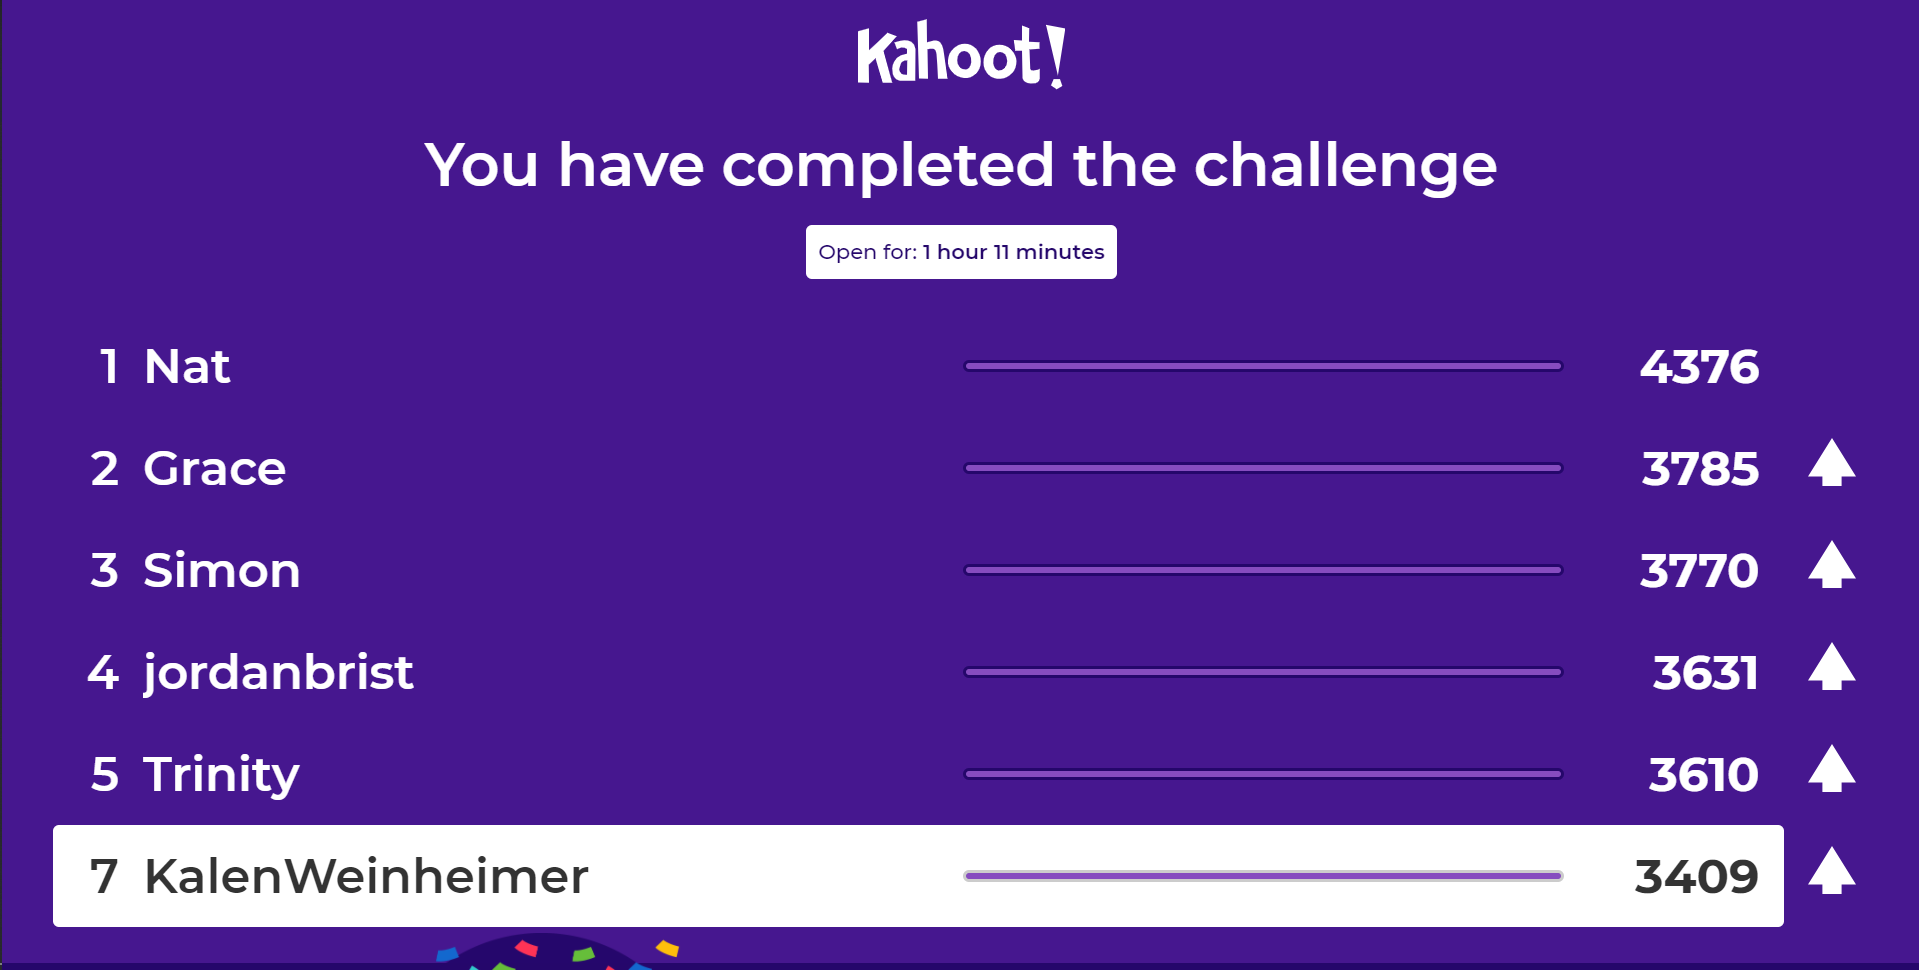 Kahoot!
You have completed the challenge
Open for: 1 hour 11 minutes
1 Nat 4376
2 Grace 3785
3 Simon 3770
4 jordanbrist 3631
5 Trinity 3610
7 KalenWeinheimer 3409